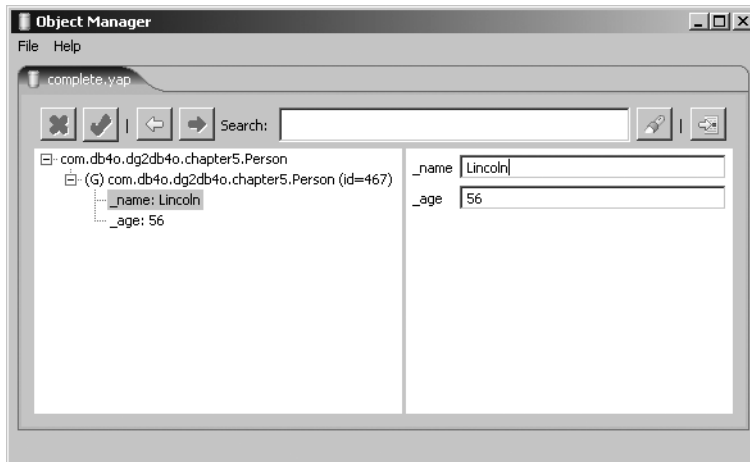 Object Manager
File Help
complete.yap
Search:
com.db4o.dg2db4o.chapter5.Person
(G) com.db4o.dg2db4o.chapter5.Person (id=467)
_name: Lincoln
_age: 56
_name Lincoln
_age 56